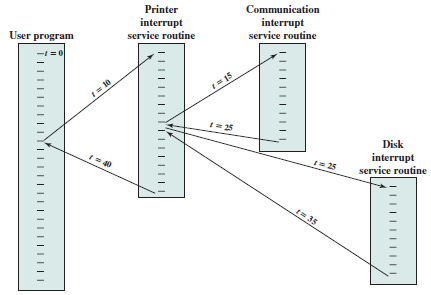 Printer
interrupt
service routine
Communication
interrupt
service routine
User program
t = 0
t = 10
t = 15
t = 25
t = 40
t = 25
Disk
interrupt
service routine
t = 35